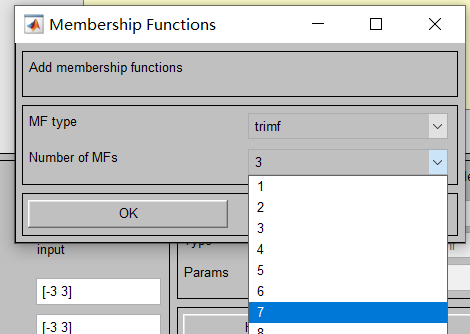 Membership Functions
Add membership functions
MF type
trimf
Number of MFs
3
1
2
3
4
5
6
7
8
OK
input
Type
Params
[-3 3]
[-3 3]